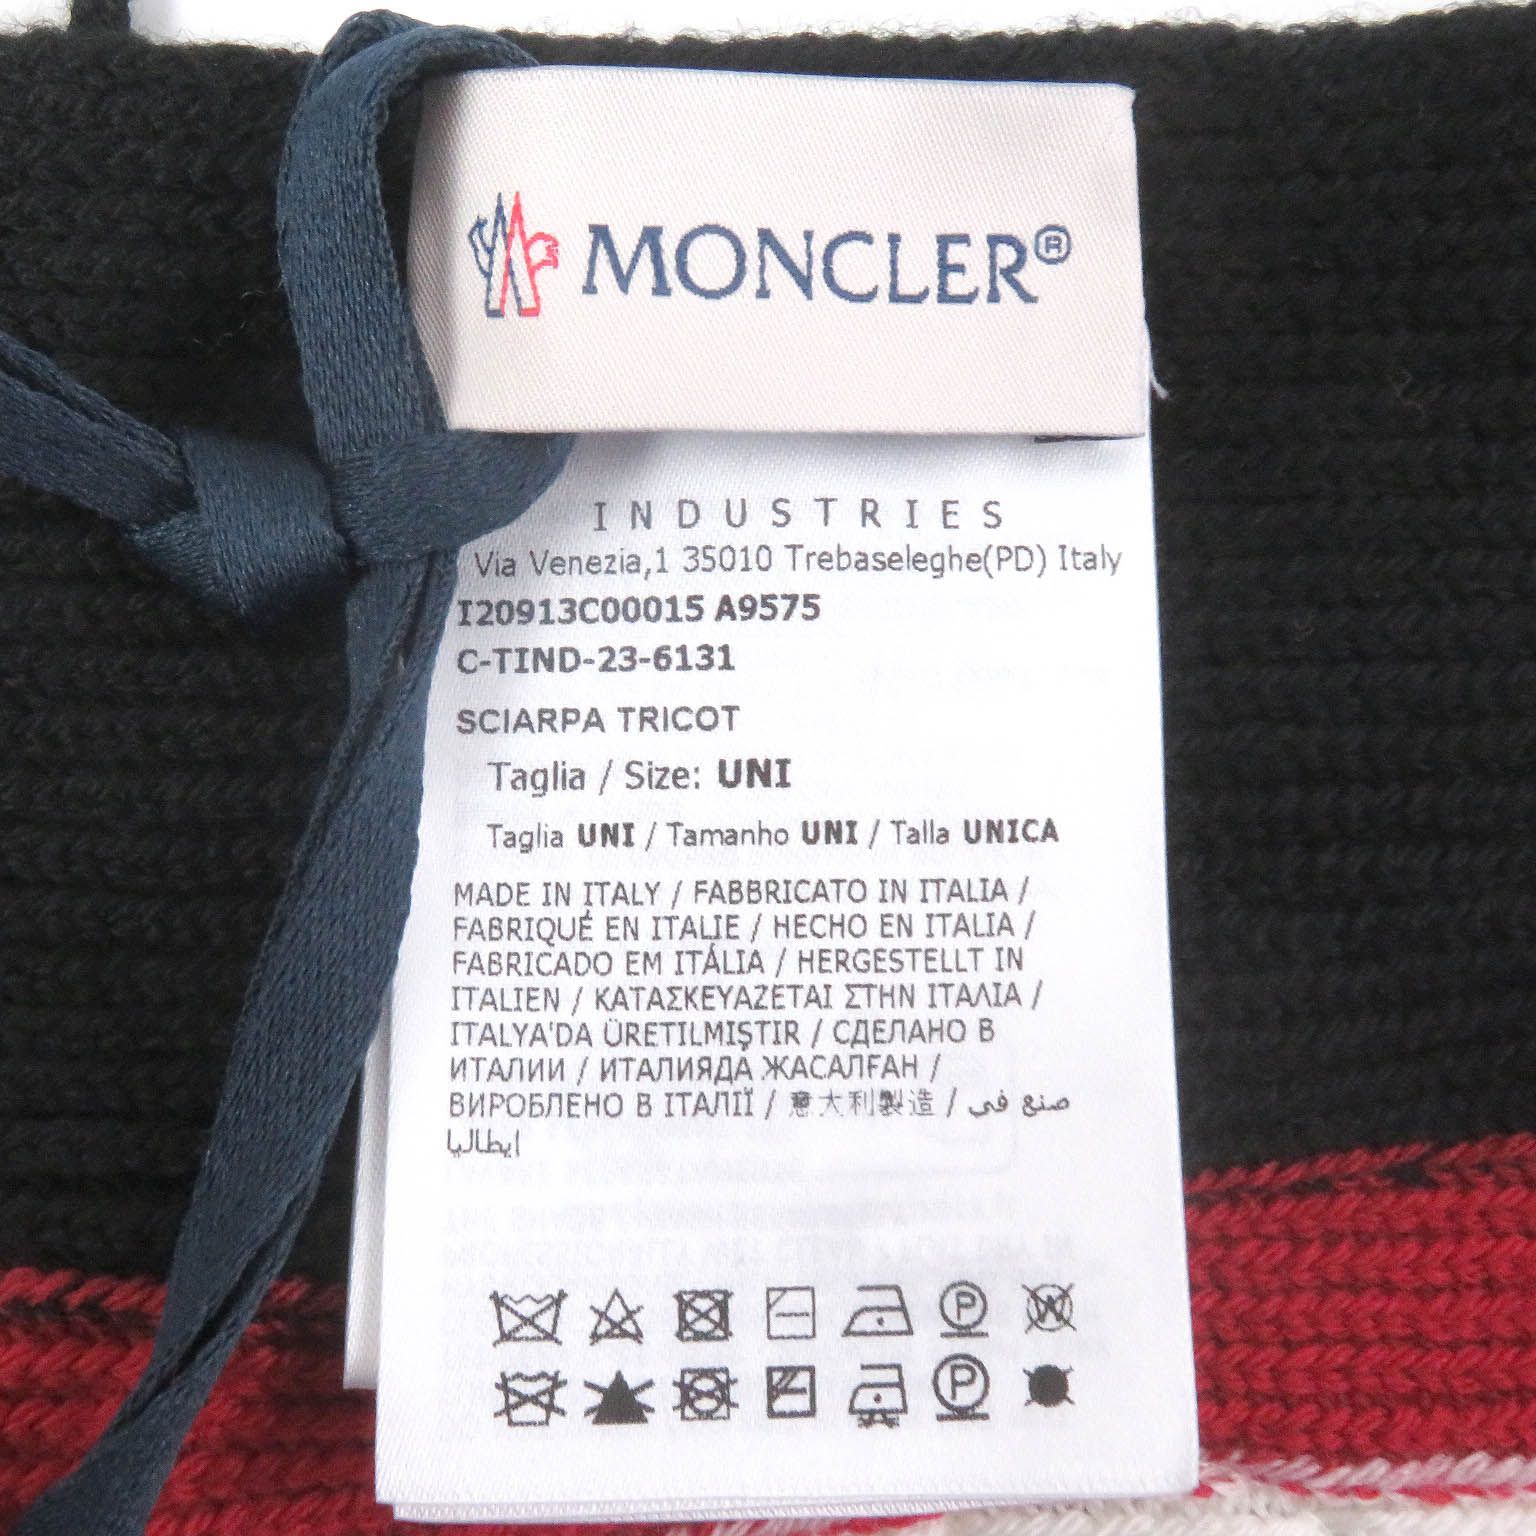 MONCLER®
INDUSTRIES
Via Venezia,1 35010 Trebaseleghe(PD) Italy
I20913C00015 A9575
C-TIND-23-6131
SCIARPA TRICOT
Taglia / Size: UNI
Taglia UNI / Tamanho UNI / Talla UNICA
MADE IN ITALY / FABBRICATO IN ITALIA /
FABRIQUÉ EN ITALIE / HECHO EN ITALIA /
FABRICADO EM ITÁLIA / HERGESTELLT IN
ITALIEN / ΚΑΤΑΣΚΕΥΑΖΕΤΑΙ ΣΤΗΝ ΙΤΑΛΙΑ /
ITALYA'DA ÜRETILMIŞTIR / СДЕЛАНО В
ИТАЛИИ / ИТАЛИЯДА ЖАСАЛҒАН /
ВИРОБЛЕНО В ІТАЛІЇ / 意大利製造 / صنع في
إيطاليا
P W
P